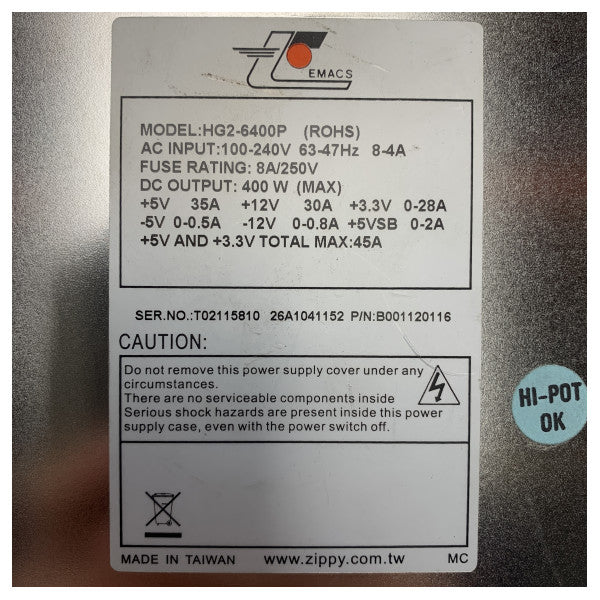 EMACS
MODEL:HG2-6400P (ROHS)
AC INPUT:100-240V 63-47Hz 8-4A
FUSE RATING: 8A/250V
DC OUTPUT: 400 W (MAX)
+5V 35A +12V 30A +3.3V 0-28A
-5V 0-0.5A -12V 0-0.8A +5VSB 0-2A
+5V AND +3.3V TOTAL MAX:45A
SER.NO.:T02115810 26A1041152 P/N:B001120116
CAUTION:
Do not remove this power supply cover under any
circumstances.
There are no serviceable components inside
Serious shock hazards are present inside this power
supply case, even with the power switch off.
HI-POT
OK
MADE IN TAIWAN www.zippy.com.tw MC